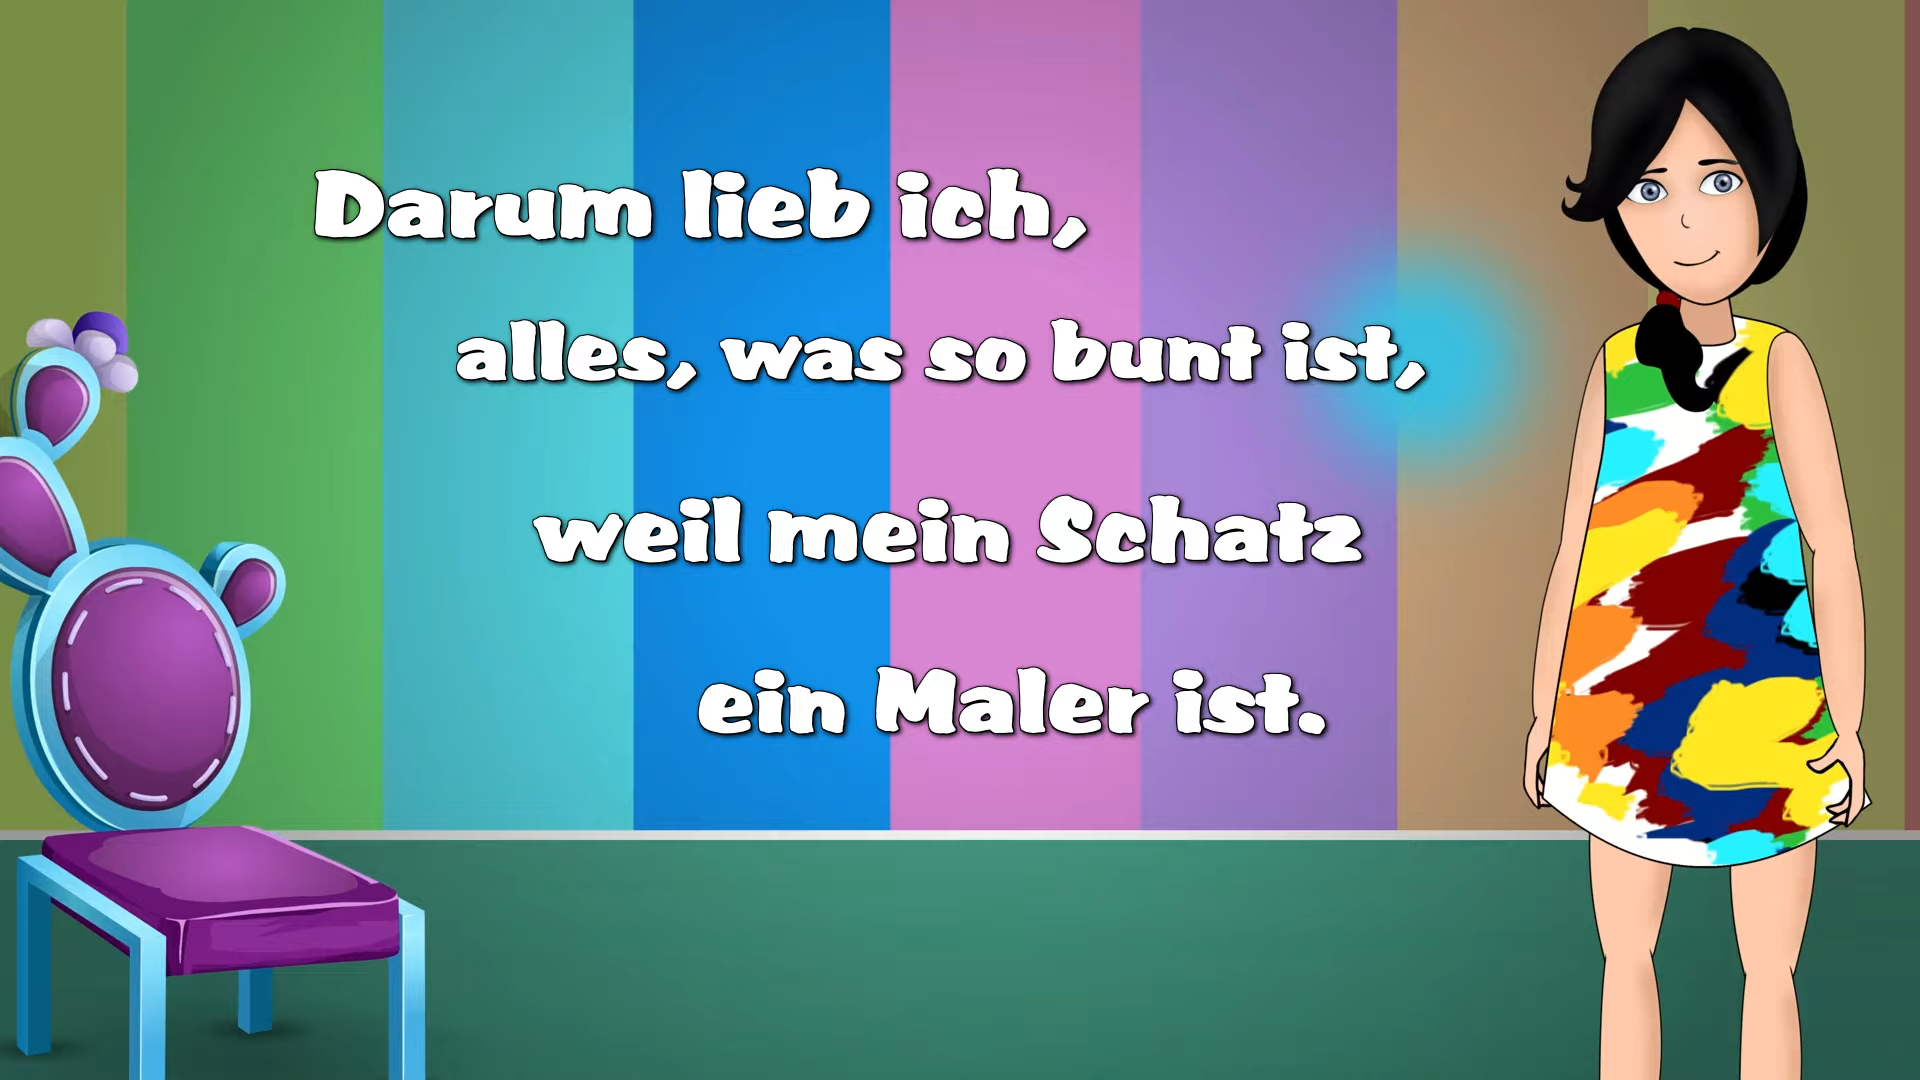 Darum lieb ich,
alles, was so bunt ist,
weil mein Schatz
ein Maler ist.